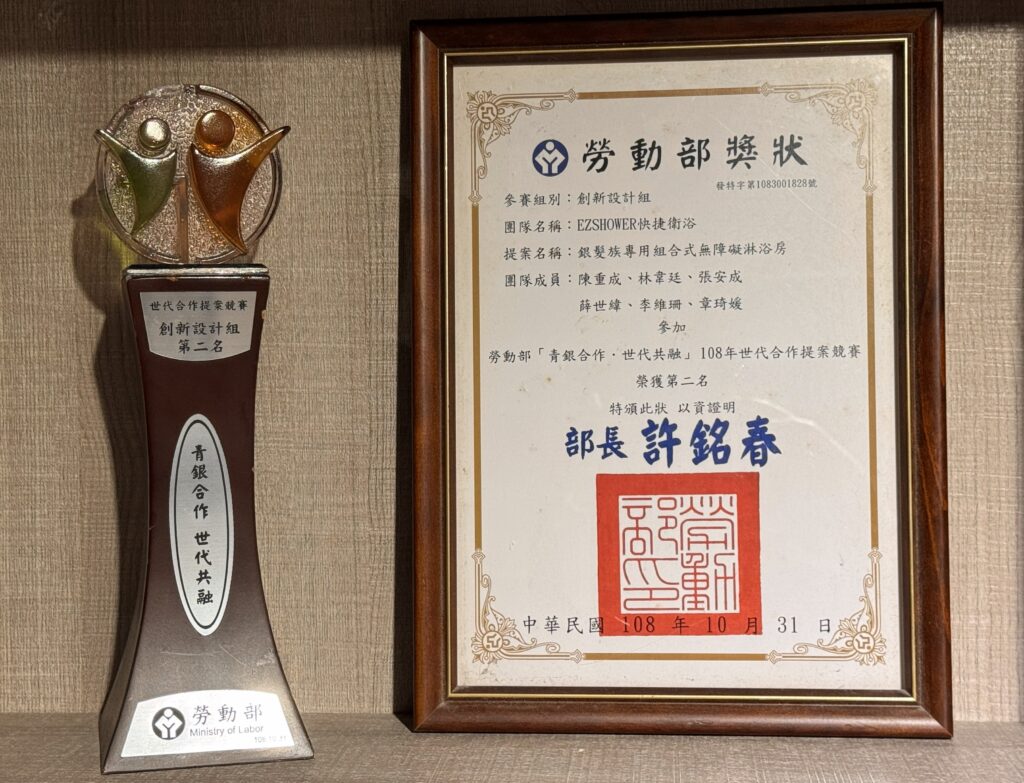 世代合作提案競賽
創新設計組
第二名
青銀合作 世代共融
勞動部
Ministry of Labor
勞動部獎狀
發特字第1083001828號
參賽組別：創新設計組
團隊名稱：EZSHOWER快捷衛浴
提案名稱：銀髮族專用組合式無障礙淋浴房
團隊成員：陳重成、林韋廷、張安成
薛世緯、李維珊、章琦媛
參加
勞動部「青銀合作．世代共融」108年世代合作提案競賽
榮獲第二名
特頒此狀 以資證明
部長 許銘春
勞動部印
中華民國 108 年 10 月 31 日